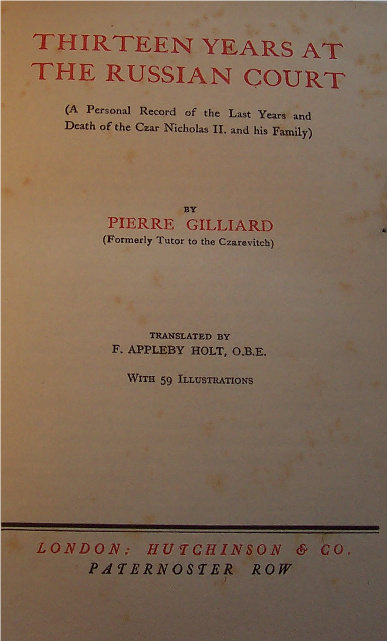 THIRTEEN YEARS AT
THE RUSSIAN COURT
(A Personal Record of the Last Years and
Death of the Czar Nicholas II. and his Family)
BY
PIERRE GILLIARD
(Formerly Tutor to the Czarevitch)
TRANSLATED BY
F. APPLEBY HOLT, O.B.E.
WITH 59 ILLUSTRATIONS
LONDON: HUTCHINSON & CO.
PATERNOSTER ROW